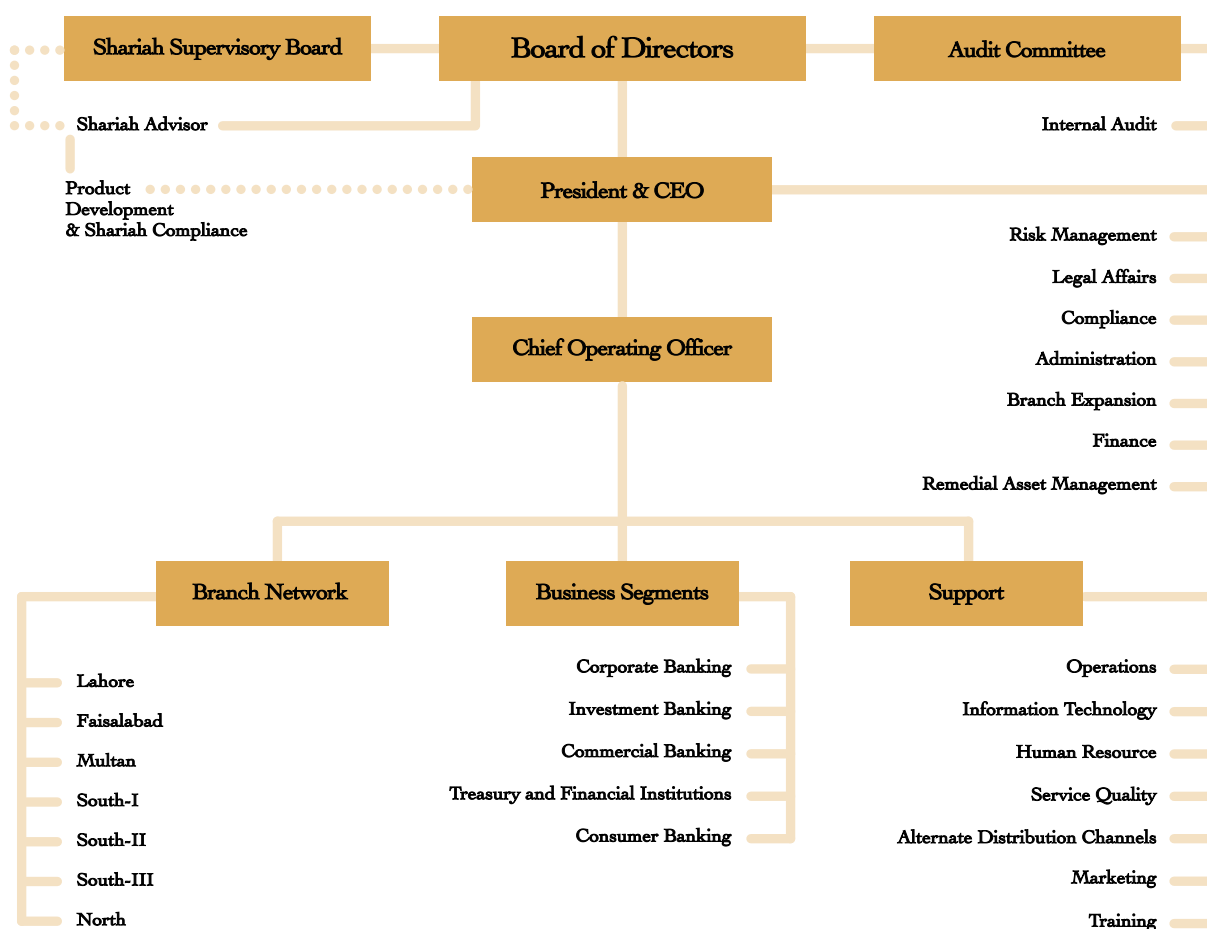 Shariah Supervisory Board
Board of Directors
Audit Committee
Shariah Advisor
Internal Audit
Product
Development
& Shariah Compliance
President & CEO
Risk Management
Legal Affairs
Compliance
Administration
Branch Expansion
Finance
Remedial Asset Management
Chief Operating Officer
Branch Network
Lahore
Faisalabad
Multan
South-I
South-II
South-III
North
Business Segments
Corporate Banking
Investment Banking
Commercial Banking
Treasury and Financial Institutions
Consumer Banking
Support
Operations
Information Technology
Human Resource
Service Quality
Alternate Distribution Channels
Marketing
Training